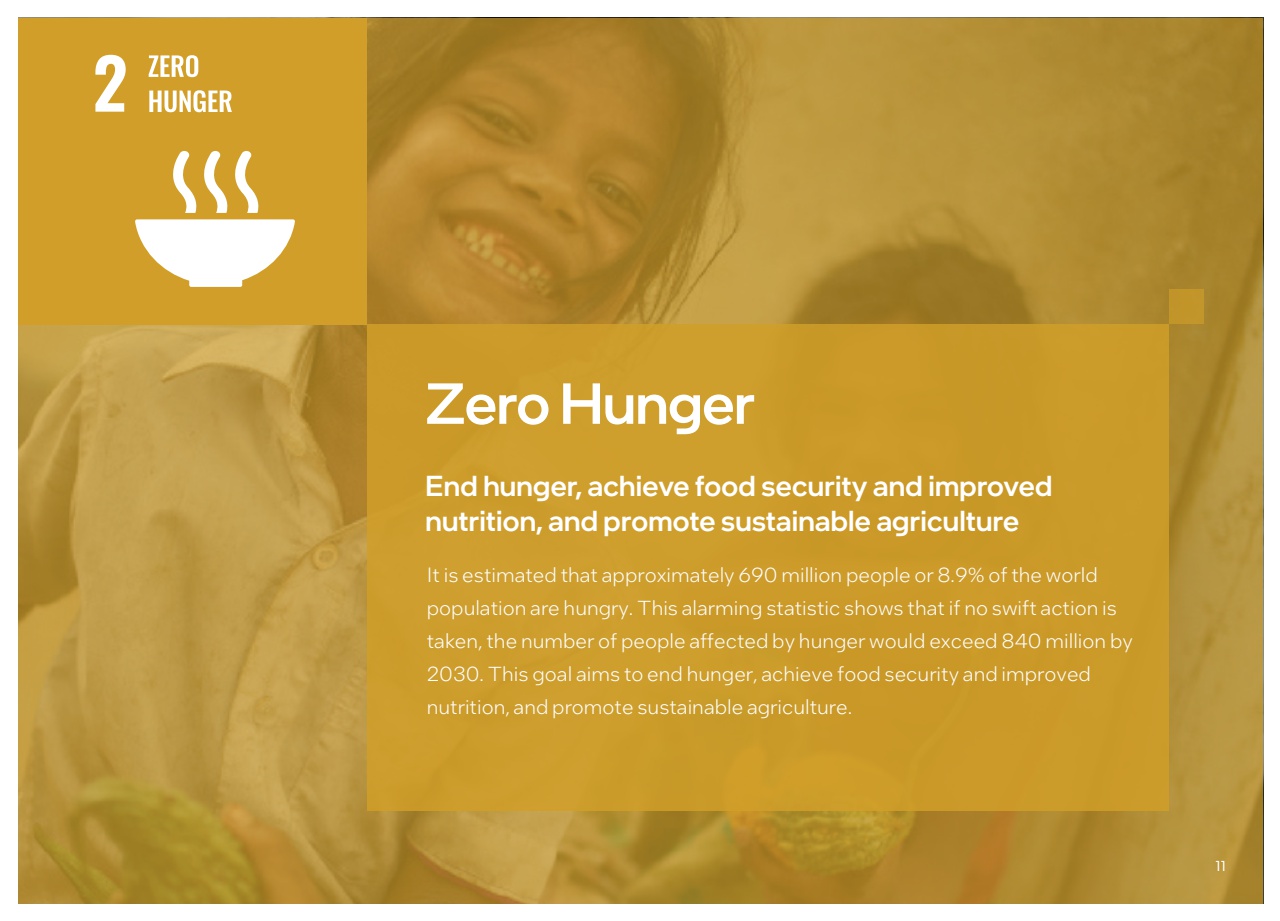 2
ZERO
HUNGER
Zero Hunger
End hunger, achieve food security and improved
nutrition, and promote sustainable agriculture
It is estimated that approximately 690 million people or 8.9% of the world
population are hungry. This alarming statistic shows that if no swift action is
taken, the number of people affected by hunger would exceed 840 million by
2030. This goal aims to end hunger, achieve food security and improved
nutrition, and promote sustainable agriculture.
11